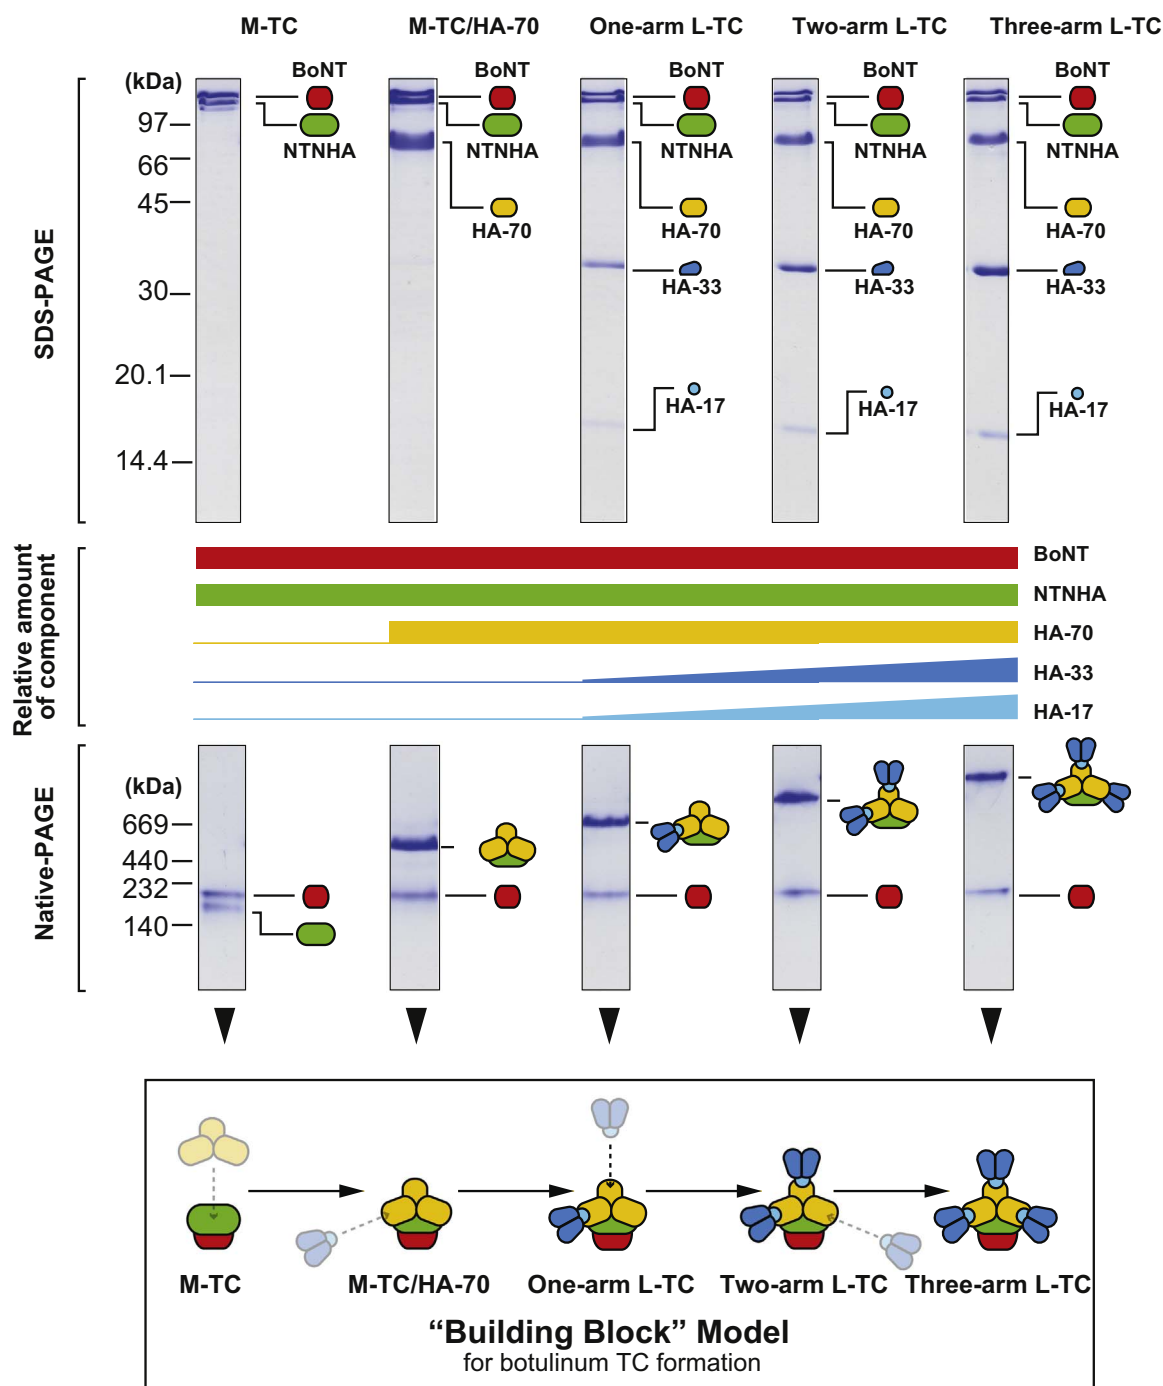 M-TC M-TC/HA-70 One-arm L-TC Two-arm L-TC Three-arm L-TC
SDS-PAGE
(kDa)
97
66
45
30
20.1
14.4
BoNT
NTNHA
BoNT
NTNHA
HA-70
BoNT
NTNHA
HA-70
HA-33
HA-17
BoNT
NTNHA
HA-70
HA-33
HA-17
BoNT
NTNHA
HA-70
HA-33
HA-17
Relative amount
of component
BoNT
NTNHA
HA-70
HA-33
HA-17
Native-PAGE
(kDa)
669
440
232
140
M-TC M-TC/HA-70 One-arm L-TC Two-arm L-TC Three-arm L-TC
“Building Block” Model
for botulinum TC formation